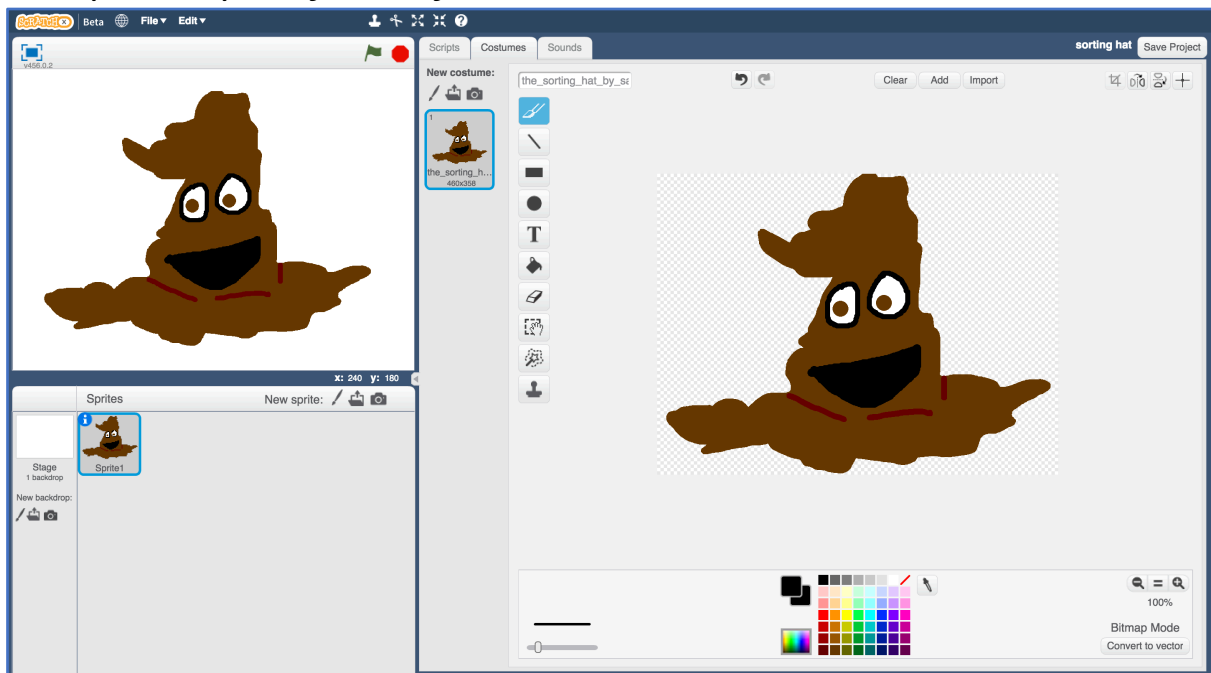 SCRATCHX Beta File▾ Edit▾
v456.0.2
x: 240 y: 180
Sprites New sprite:
Stage
1 backdrop
New backdrop:
Sprite1
Scripts Costumes Sounds
sorting hat Save Project
New costume:
1
the_sorting_h...
460x358
the_sorting_hat_by_sa
Clear Add Import
T
100%
Bitmap Mode
Convert to vector